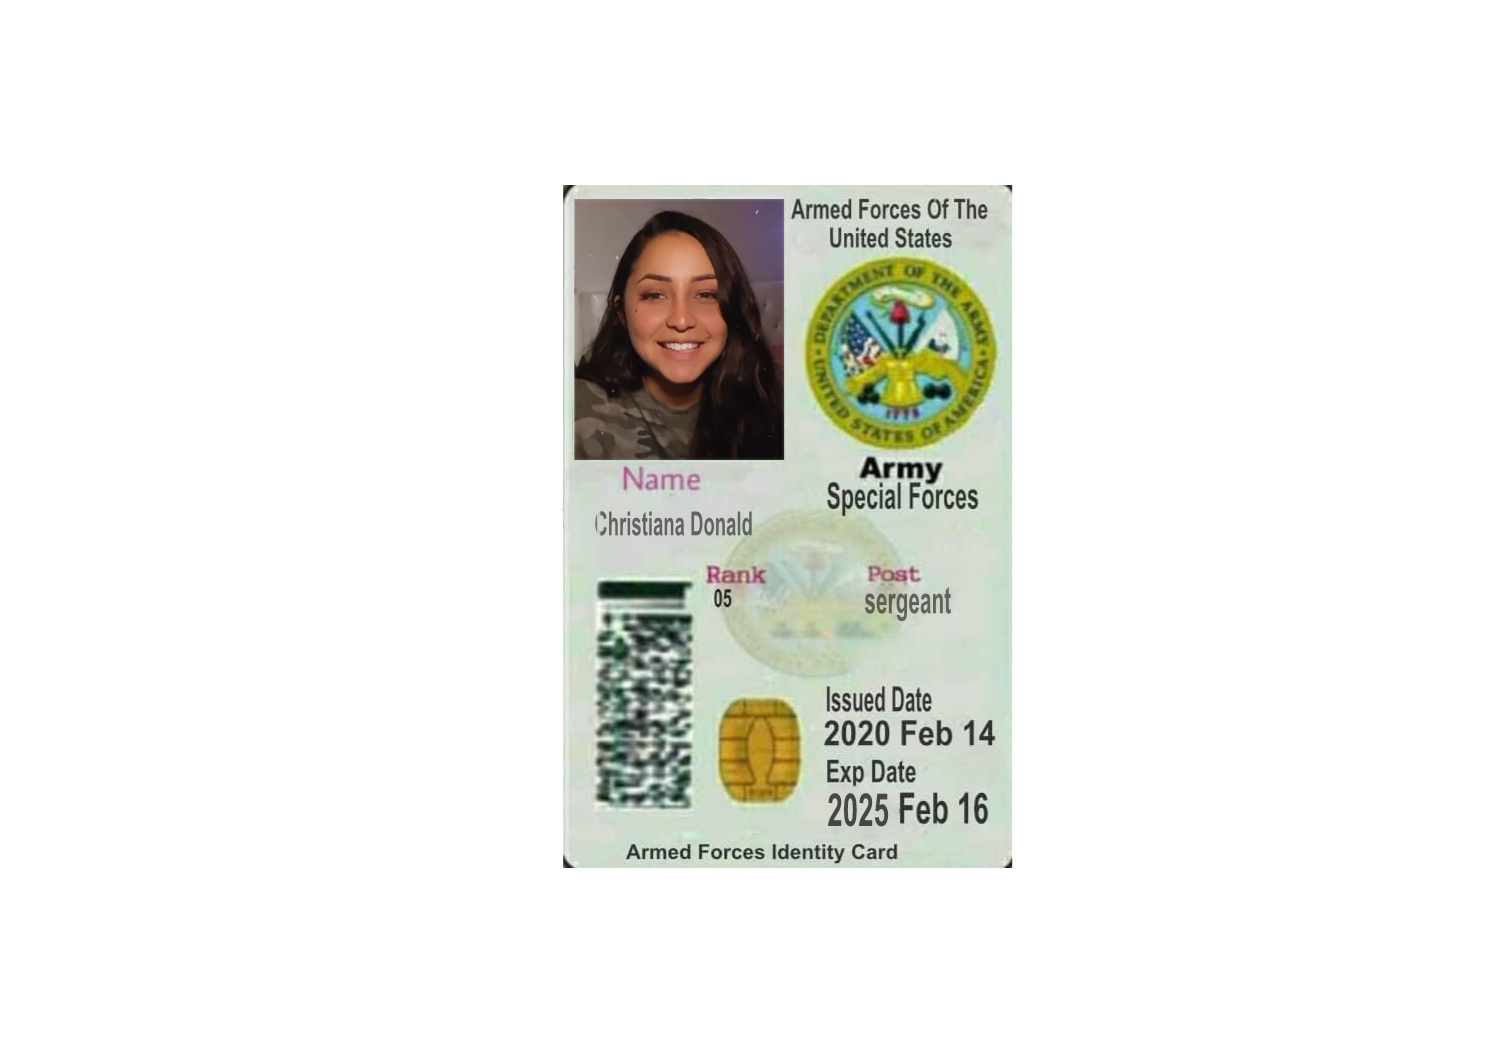 Armed Forces Of The
United States
DEPARTMENT OF THE ARMY
UNITED STATES OF AMERICA
1775
Army
Special Forces
Name
Christiana Donald
Rank
05
Post
sergeant
Issued Date
2020 Feb 14
Exp Date
2025 Feb 16
Armed Forces Identity Card